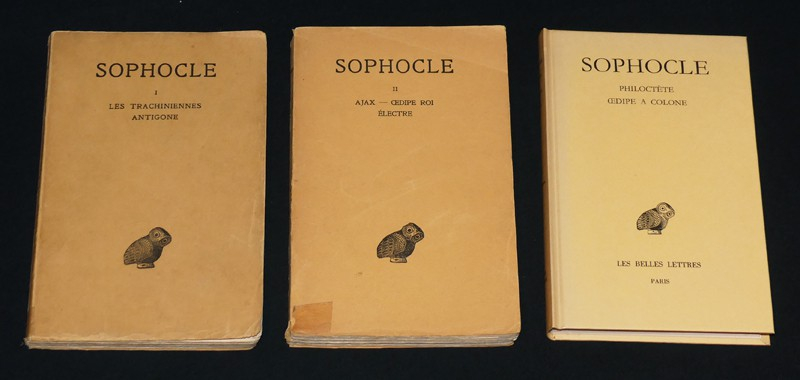 SOPHOCLE
I
LES TRACHINIENNES
ANTIGONE
SOPHOCLE
II
AJAX — ŒDIPE ROI
ÉLECTRE
SOPHOCLE
PHILOCTÈTE
ŒDIPE A COLONE
LES BELLES LETTRES
PARIS